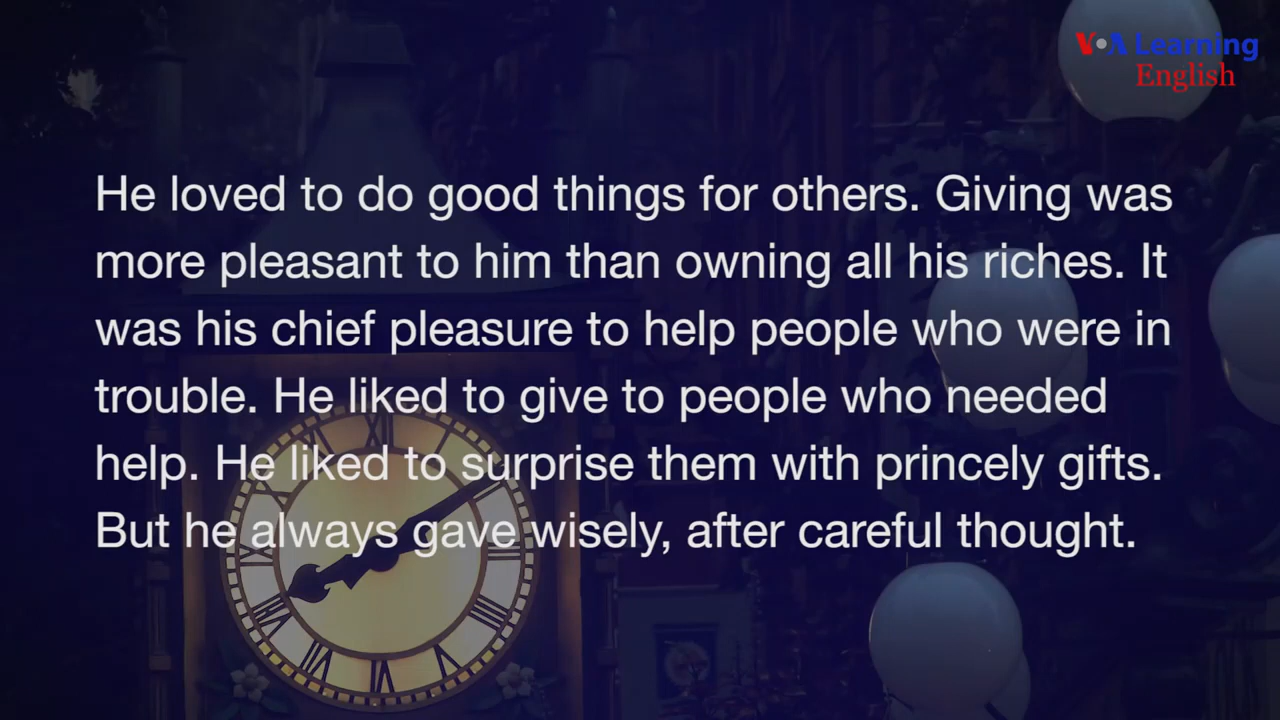 VOA Learning
English
He loved to do good things for others. Giving was
more pleasant to him than owning all his riches. It
was his chief pleasure to help people who were in
trouble. He liked to give to people who needed
help. He liked to surprise them with princely gifts.
But he always gave wisely, after careful thought.